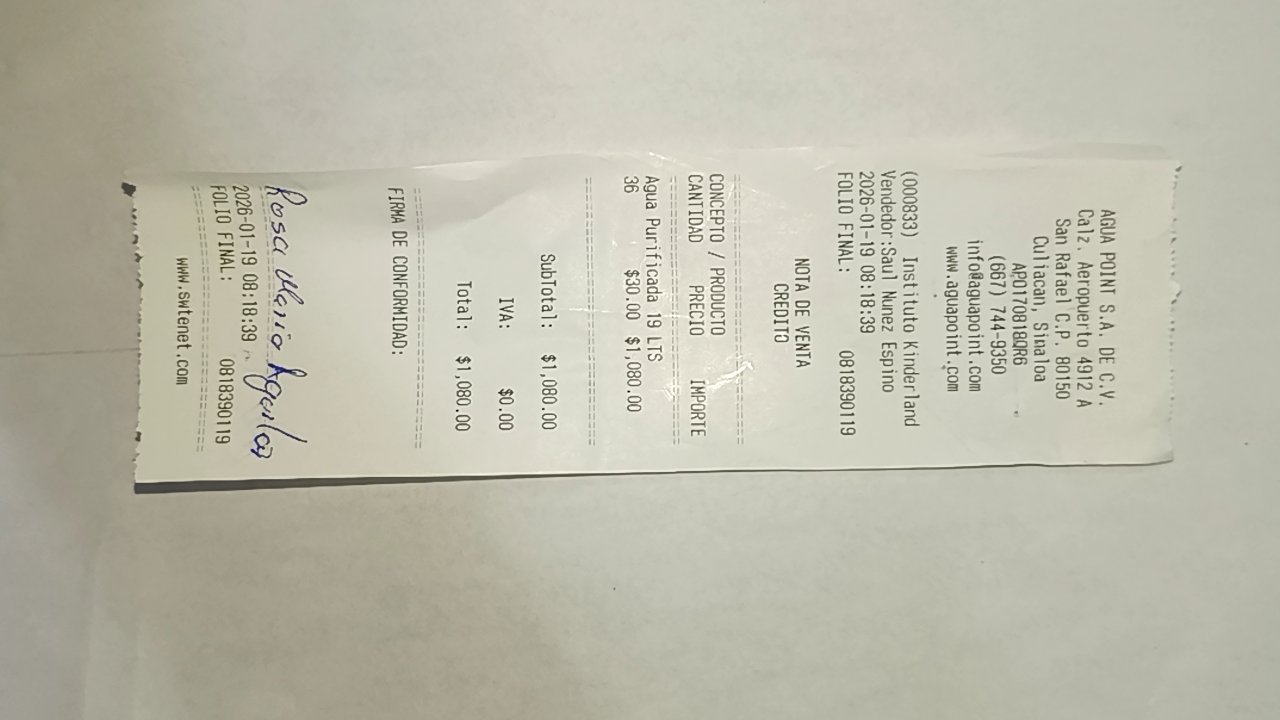 AGUA POINT S.A. DE C.V.
Calz. Aeropuerto 4912 A
San Rafael C.P. 80150
Culiacan, Sinaloa
APO170818QR6
(667) 744-9350
info@aguapoint.com
www.aguapoint.com
(000833) Instituto Kinderland
Vendedor:Saul Nunez Espino
2026-01-19 08:18:39
FOLIO FINAL: 0818390119
NOTA DE VENTA
CREDITO
CONCEPTO / PRODUCTO
CANTIDAD PRECIO IMPORTE
Agua Purificada 19 LTS
36 $30.00 $1,080.00
SubTotal: $1,080.00
IVA: $0.00
Total: $1,080.00
FIRMA DE CONFORMIDAD:
Rosa Maria Aguilar
2026-01-19 08:18:39
FOLIO FINAL: 0818390119
www.swtenet.com